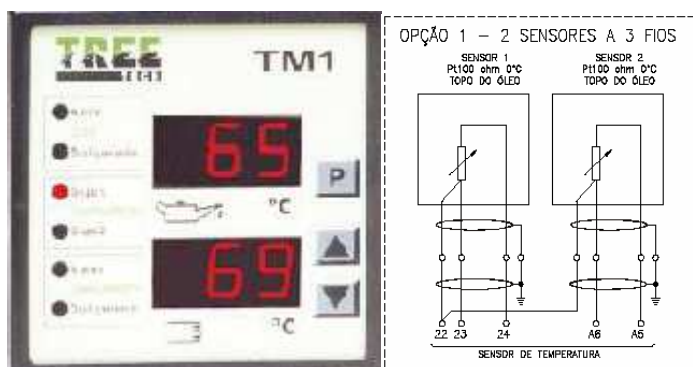 TREE
TM1
65
P
°C
69
°C
OPÇÃO 1 - 2 SENSORES A 3 FIOS
SENSOR 1
Pt100 ohm 0°C
TOPO DO ÓLEO
SENSOR 2
Pt100 ohm 0°C
TOPO DO ÓLEO
22 23 24 A6 A5
SENSOR DE TEMPERATURA